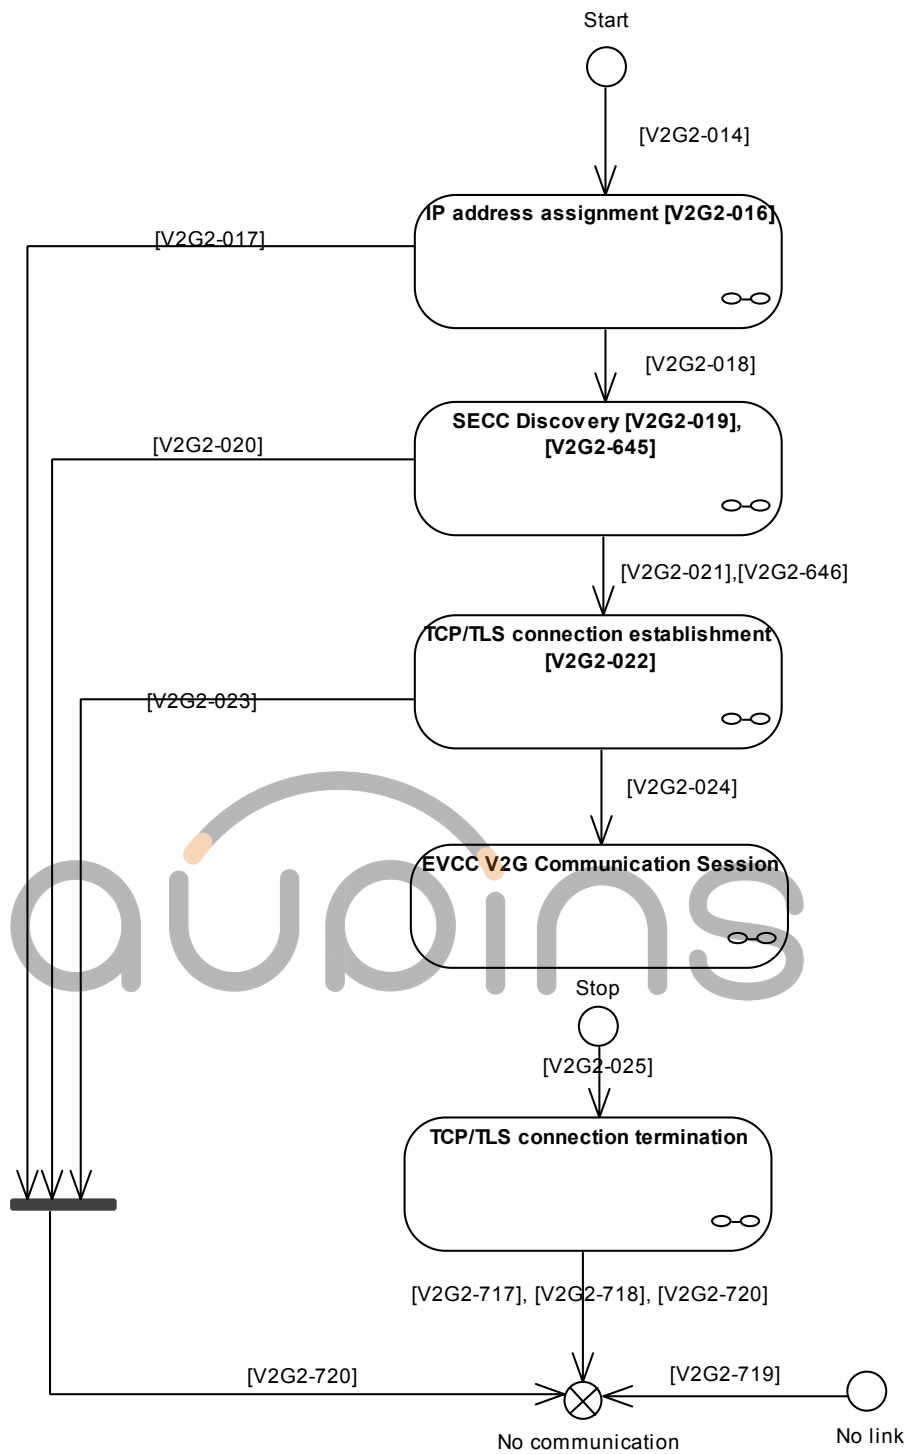 Start
[V2G2-014]
IP address assignment [V2G2-016]
[V2G2-017]
[V2G2-018]
SECC Discovery [V2G2-019],
[V2G2-645]
[V2G2-020]
[V2G2-021],[V2G2-646]
TCP/TLS connection establishment
[V2G2-022]
[V2G2-023]
[V2G2-024]
EVCC V2G Communication Session
aupins
Stop
[V2G2-025]
TCP/TLS connection termination
[V2G2-717], [V2G2-718], [V2G2-720]
[V2G2-720]
[V2G2-719]
No communication
No link